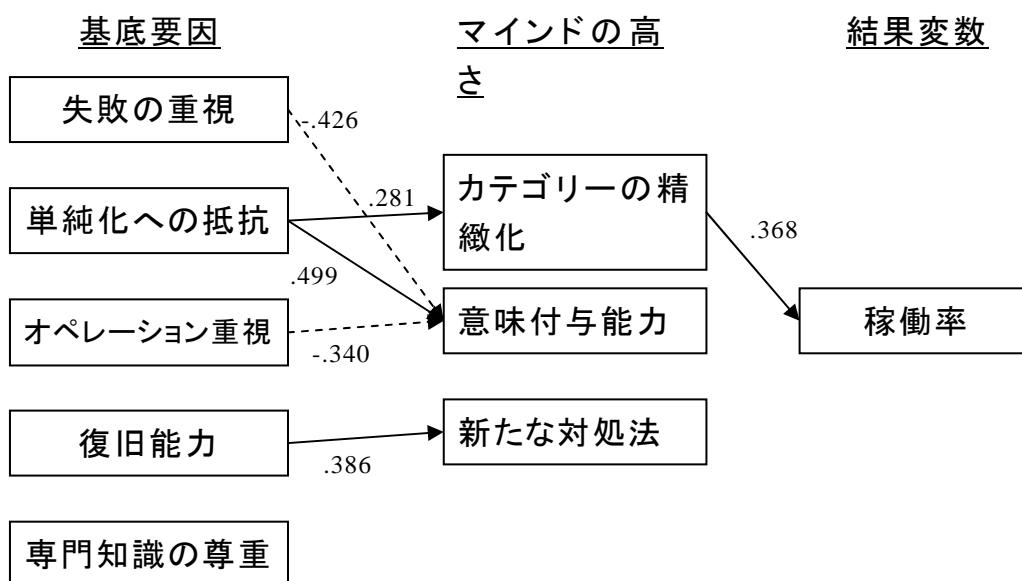 基底要因
マインドの高
さ
結果変数
失敗の重視
-.426
単純化への抵抗
.281
カテゴリーの精
緻化
.368
.499
オペレーション重視
-.340
意味付与能力
稼働率
復旧能力
.386
新たな対処法
専門知識の尊重